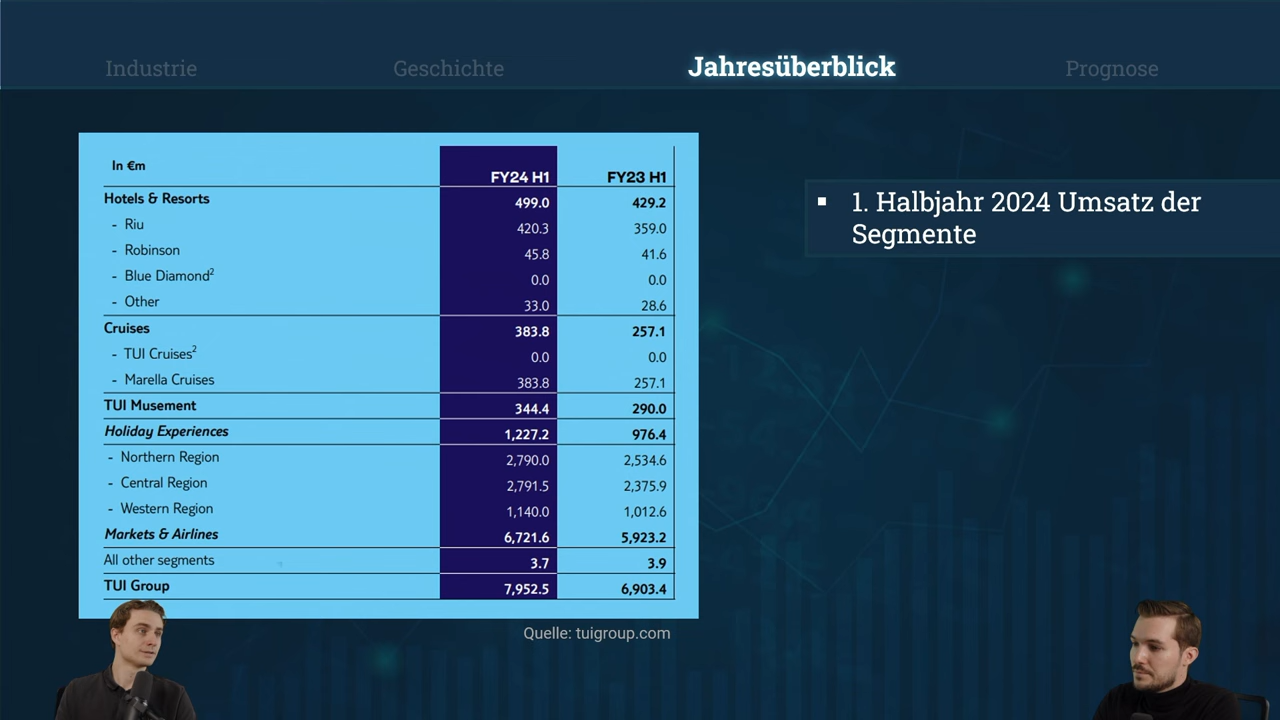 Industrie Geschichte Jahresüberblick Prognose
In €m FY24 H1 FY23 H1
Hotels & Resorts 499.0 429.2
- Riu 420.3 359.0
- Robinson 45.8 41.6
- Blue Diamond² 0.0 0.0
- Other 33.0 28.6
Cruises 383.8 257.1
- TUI Cruises² 0.0 0.0
- Marella Cruises 383.8 257.1
TUI Musement 344.4 290.0
Holiday Experiences 1,227.2 976.4
- Northern Region 2,790.0 2,534.6
- Central Region 2,791.5 2,375.9
- Western Region 1,140.0 1,012.6
Markets & Airlines 6,721.6 5,923.2
All other segments 3.7 3.9
TUI Group 7,952.5 6,903.4
Quelle: tuigroup.com
▪ 1. Halbjahr 2024 Umsatz der
Segmente